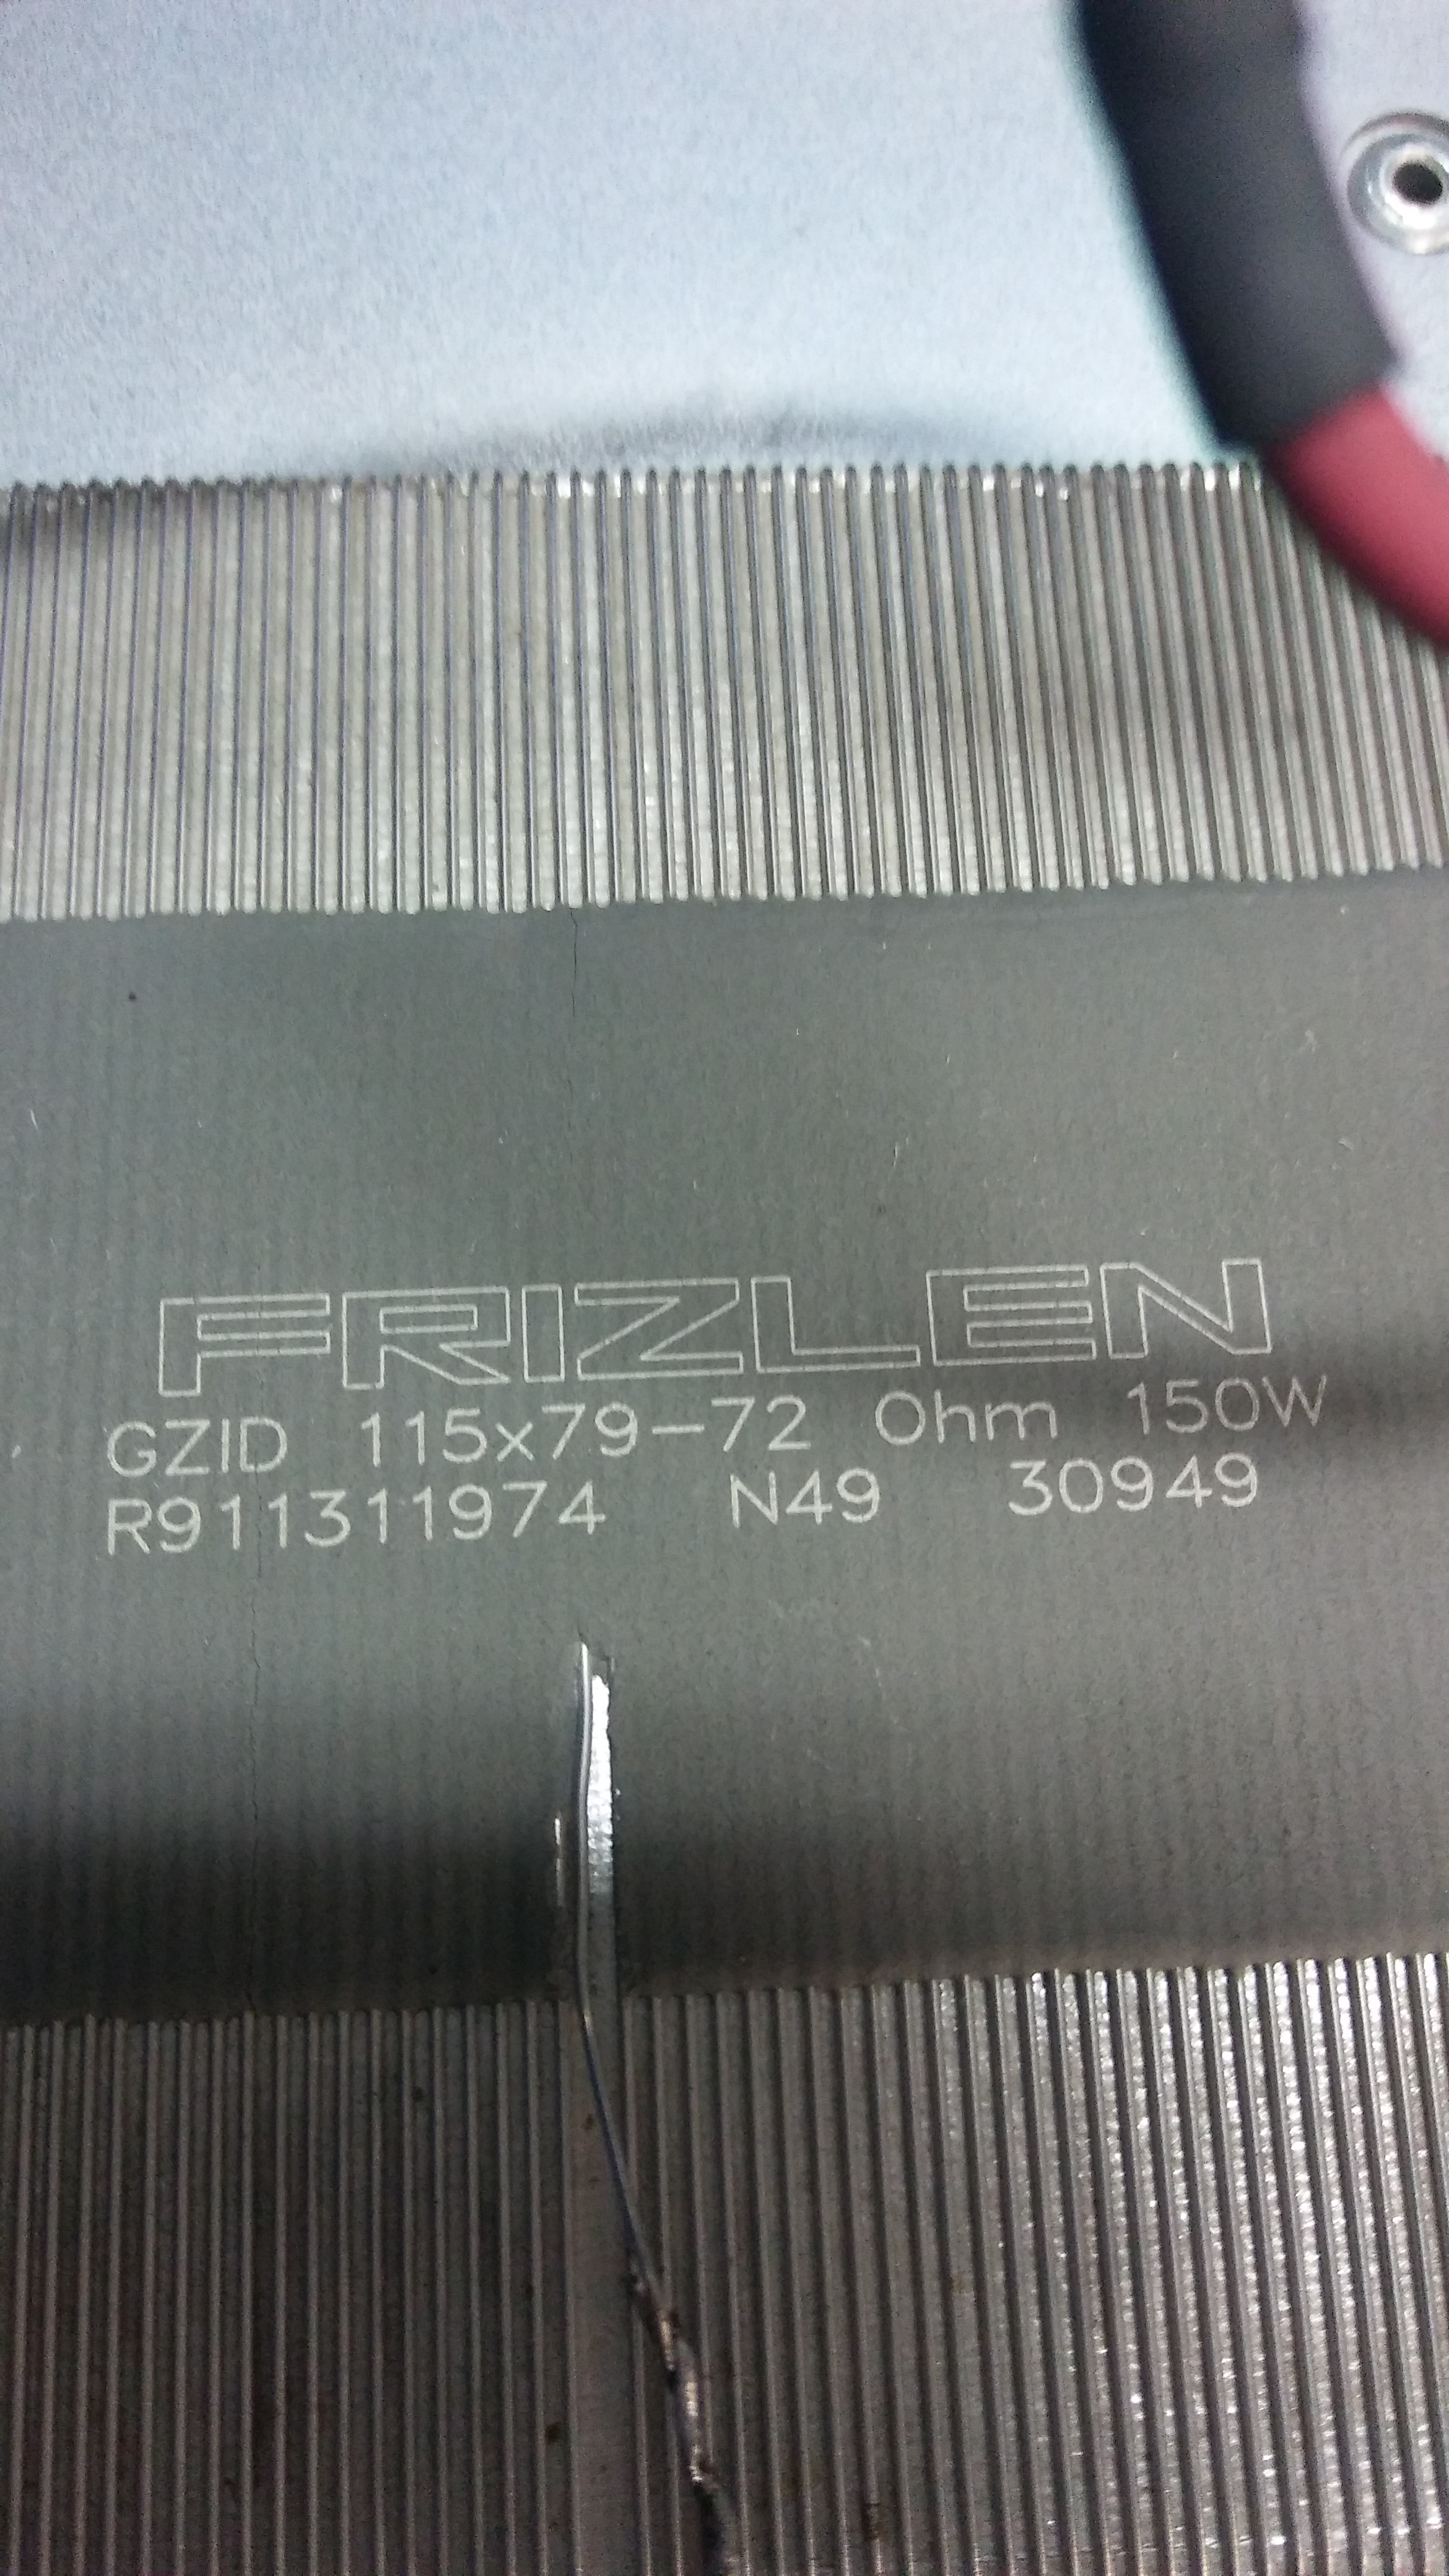 FRIZLEN
GZID 115x79-72 Ohm 150W
R911311974 N49 30949